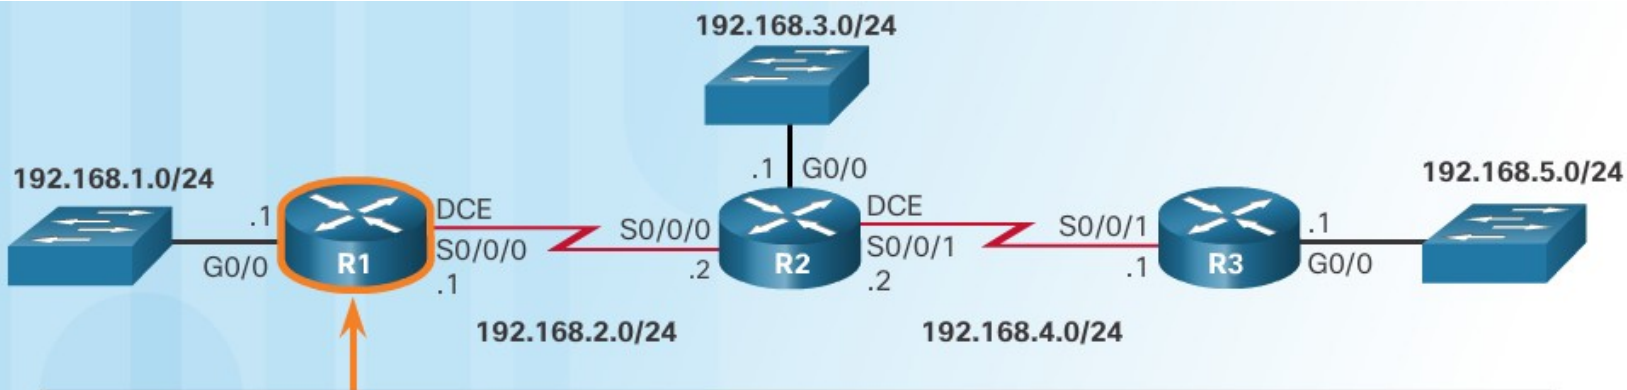 192.168.3.0/24
192.168.1.0/24
.1
G0/0
R1
DCE
S0/0/0
.1
192.168.2.0/24
S0/0/0
.2
.1 G0/0
R2
DCE
S0/0/1
.2
192.168.4.0/24
S0/0/1
.1
R3
.1
G0/0
192.168.5.0/24